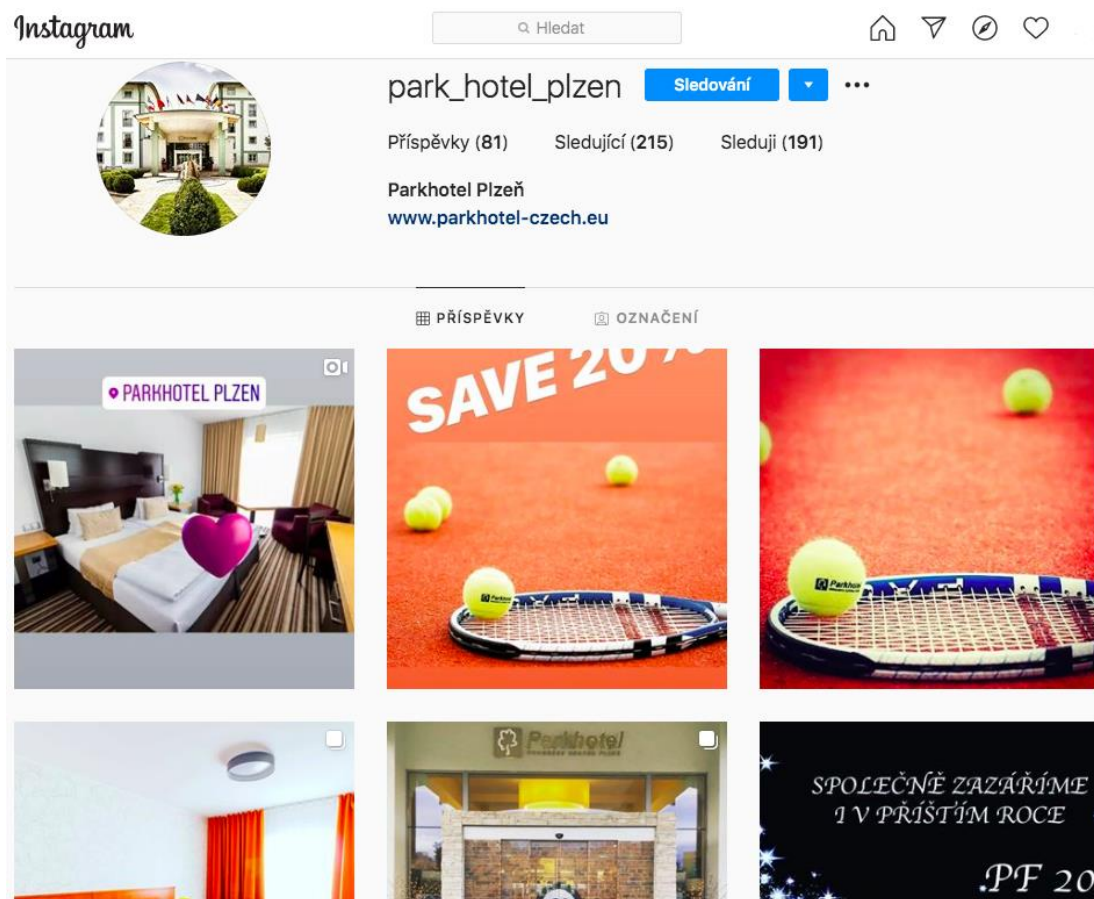 Instagram
Hledat
park_hotel_plzen
Sledování
Příspěvky (81) Sledující (215) Sleduji (191)
Parkhotel Plzeň
www.parkhotel-czech.eu
PŘÍSPĚVKY OZNAČENÍ
PARKHOTEL PLZEN
SAVE 20%
Parkhotel
SPOLEČNĚ ZAZÁŘÍME
I V PŘÍŠTÍM ROCE
PF 20